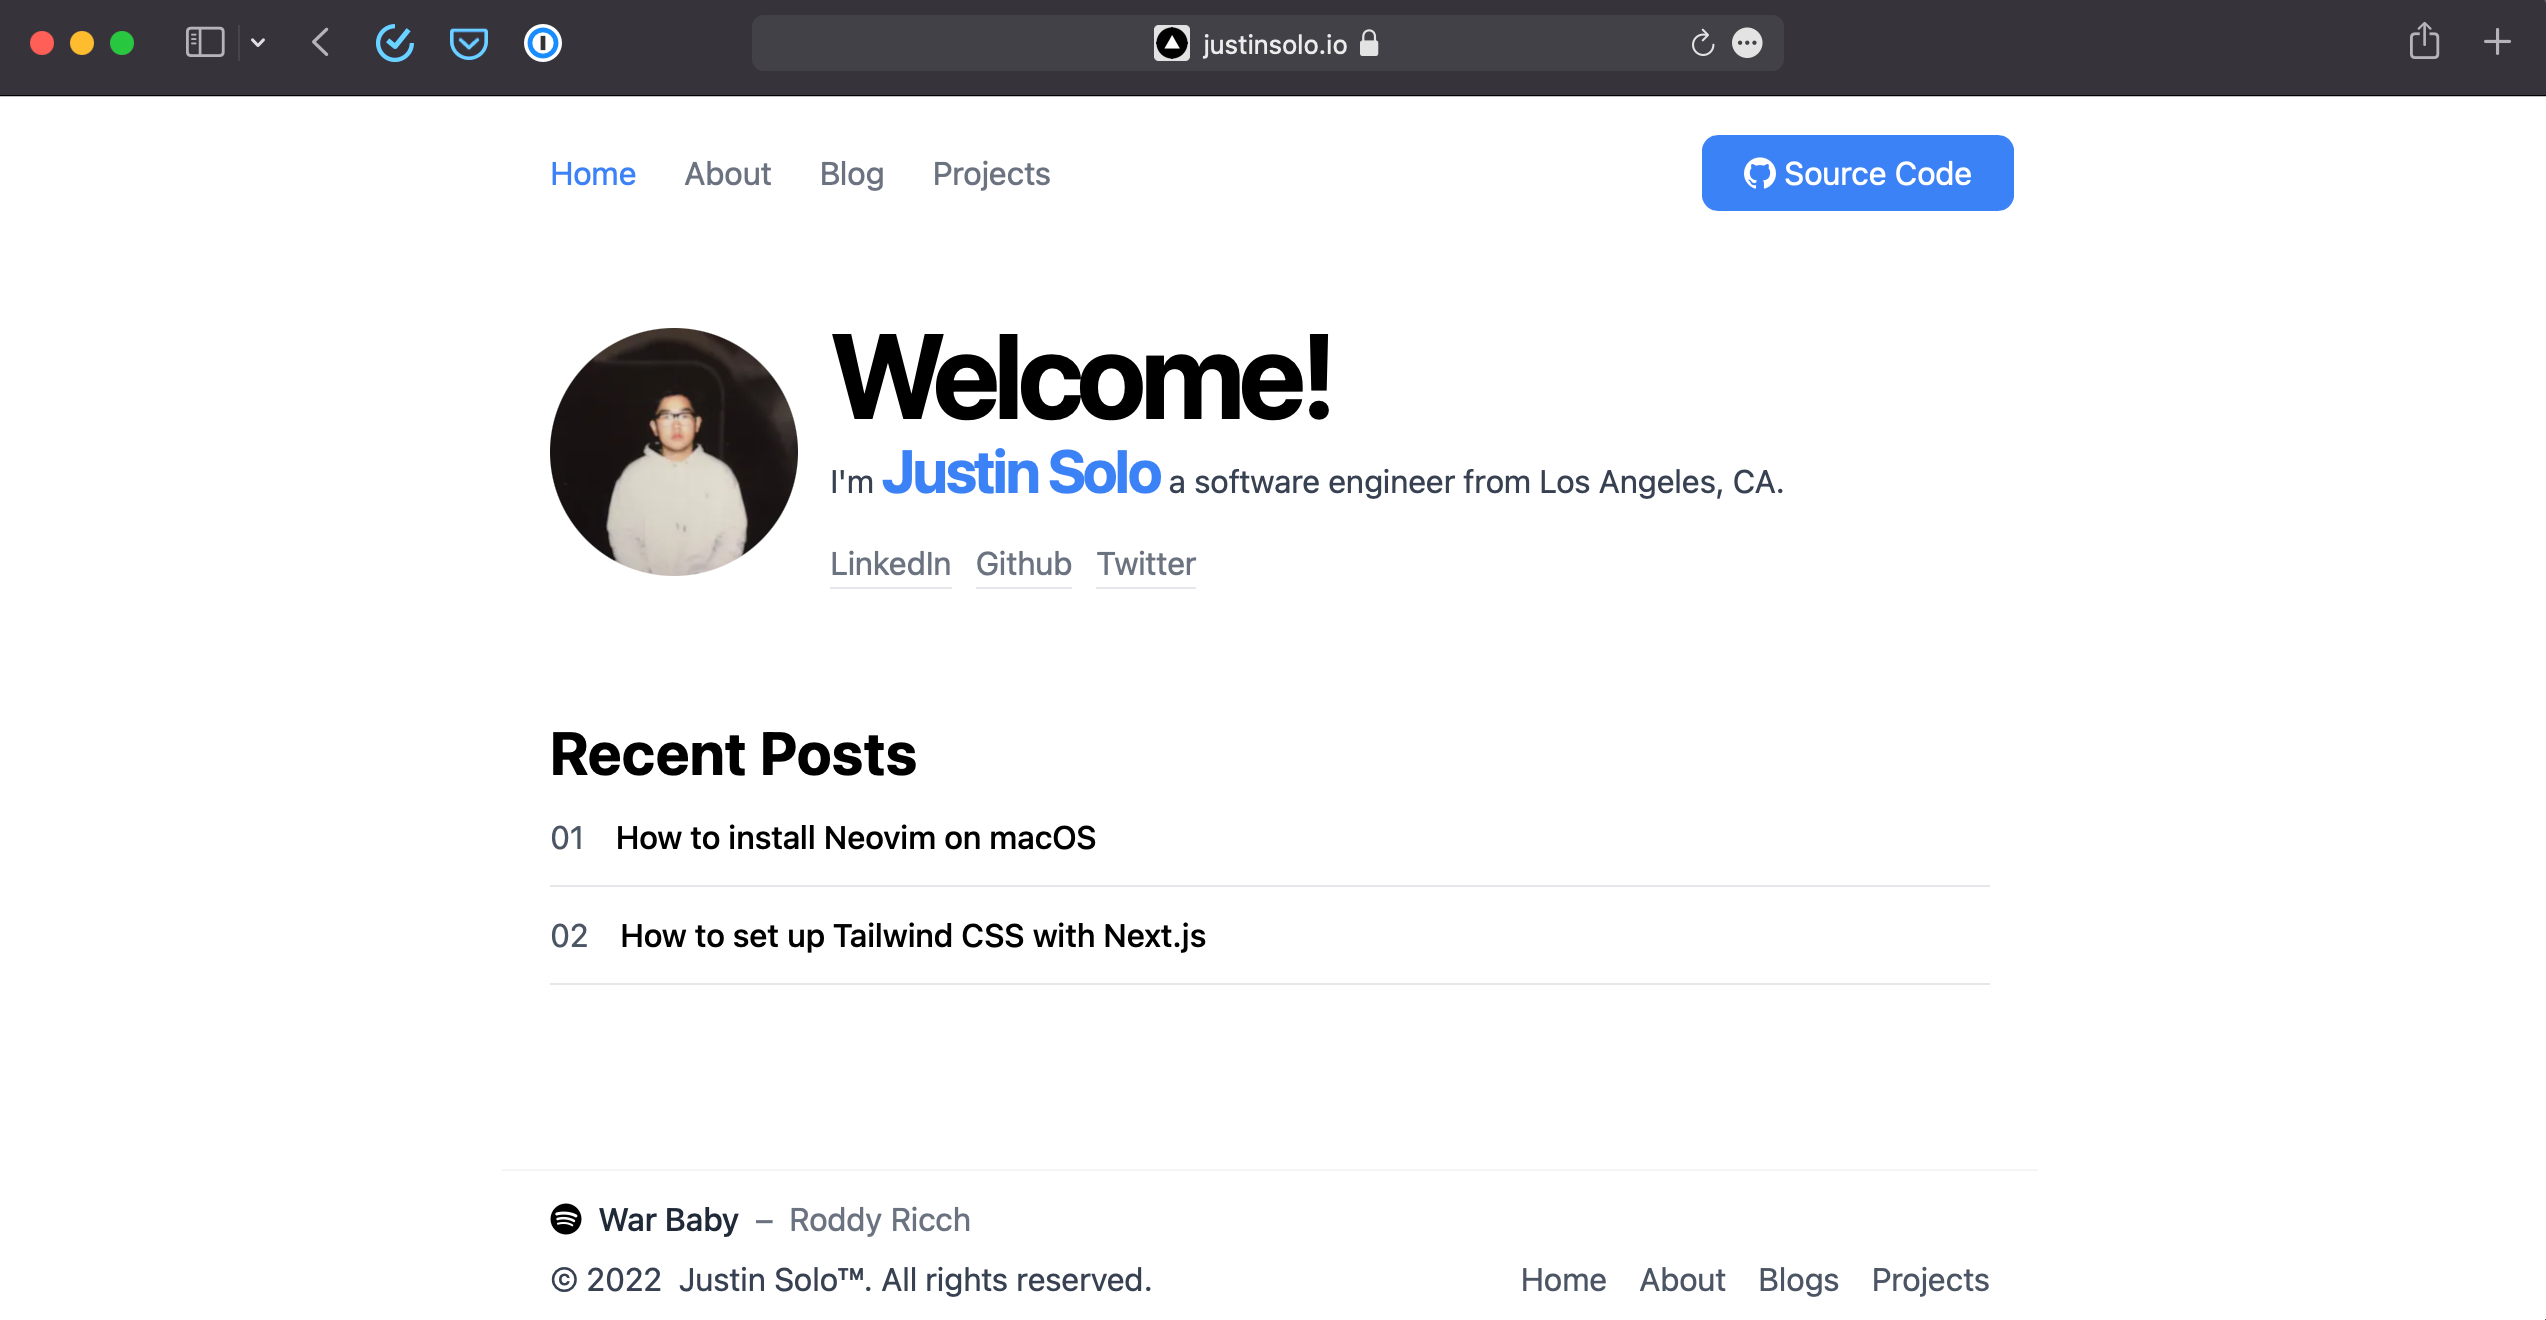 justinsolo.io
Home About Blog Projects Source Code
Welcome!
I'm Justin Solo a software engineer from Los Angeles, CA.
LinkedIn Github Twitter
Recent Posts
01 How to install Neovim on macOS
02 How to set up Tailwind CSS with Next.js
War Baby – Roddy Ricch
© 2022 Justin Solo™. All rights reserved. Home About Blogs Projects